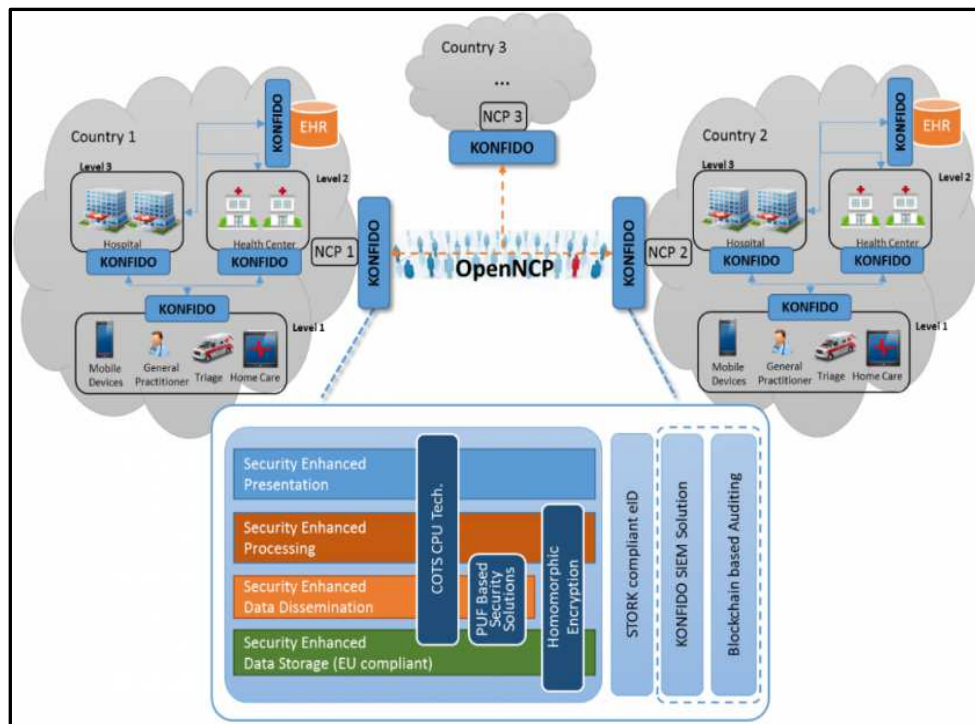 Country 3
...
NCP 3
KONFIDO
Country 1
KONFIDO
EHR
Level 3
Level 2
Hospital
Health Center
KONFIDO
KONFIDO
NCP 1
KONFIDO
KONFIDO
Level 1
Mobile
Devices
General
Practitioner
Triage
Home Care
OpenNCP
Country 2
KONFIDO
EHR
Level 3
Level 2
Hospital
Health Center
KONFIDO
KONFIDO
KONFIDO
NCP 2
KONFIDO
Level 1
Mobile
Devices
General
Practitioner
Triage
Home Care
Security Enhanced
Presentation
Security Enhanced
Processing
Security Enhanced
Data Dissemination
Security Enhanced
Data Storage (EU compliant)
COTS CPU Tech.
PUF Based
Security
Solutions
Homomorphic
Encryption
STORK compliant eID
KONFIDO SIEM Solution
Blockchain based Auditing